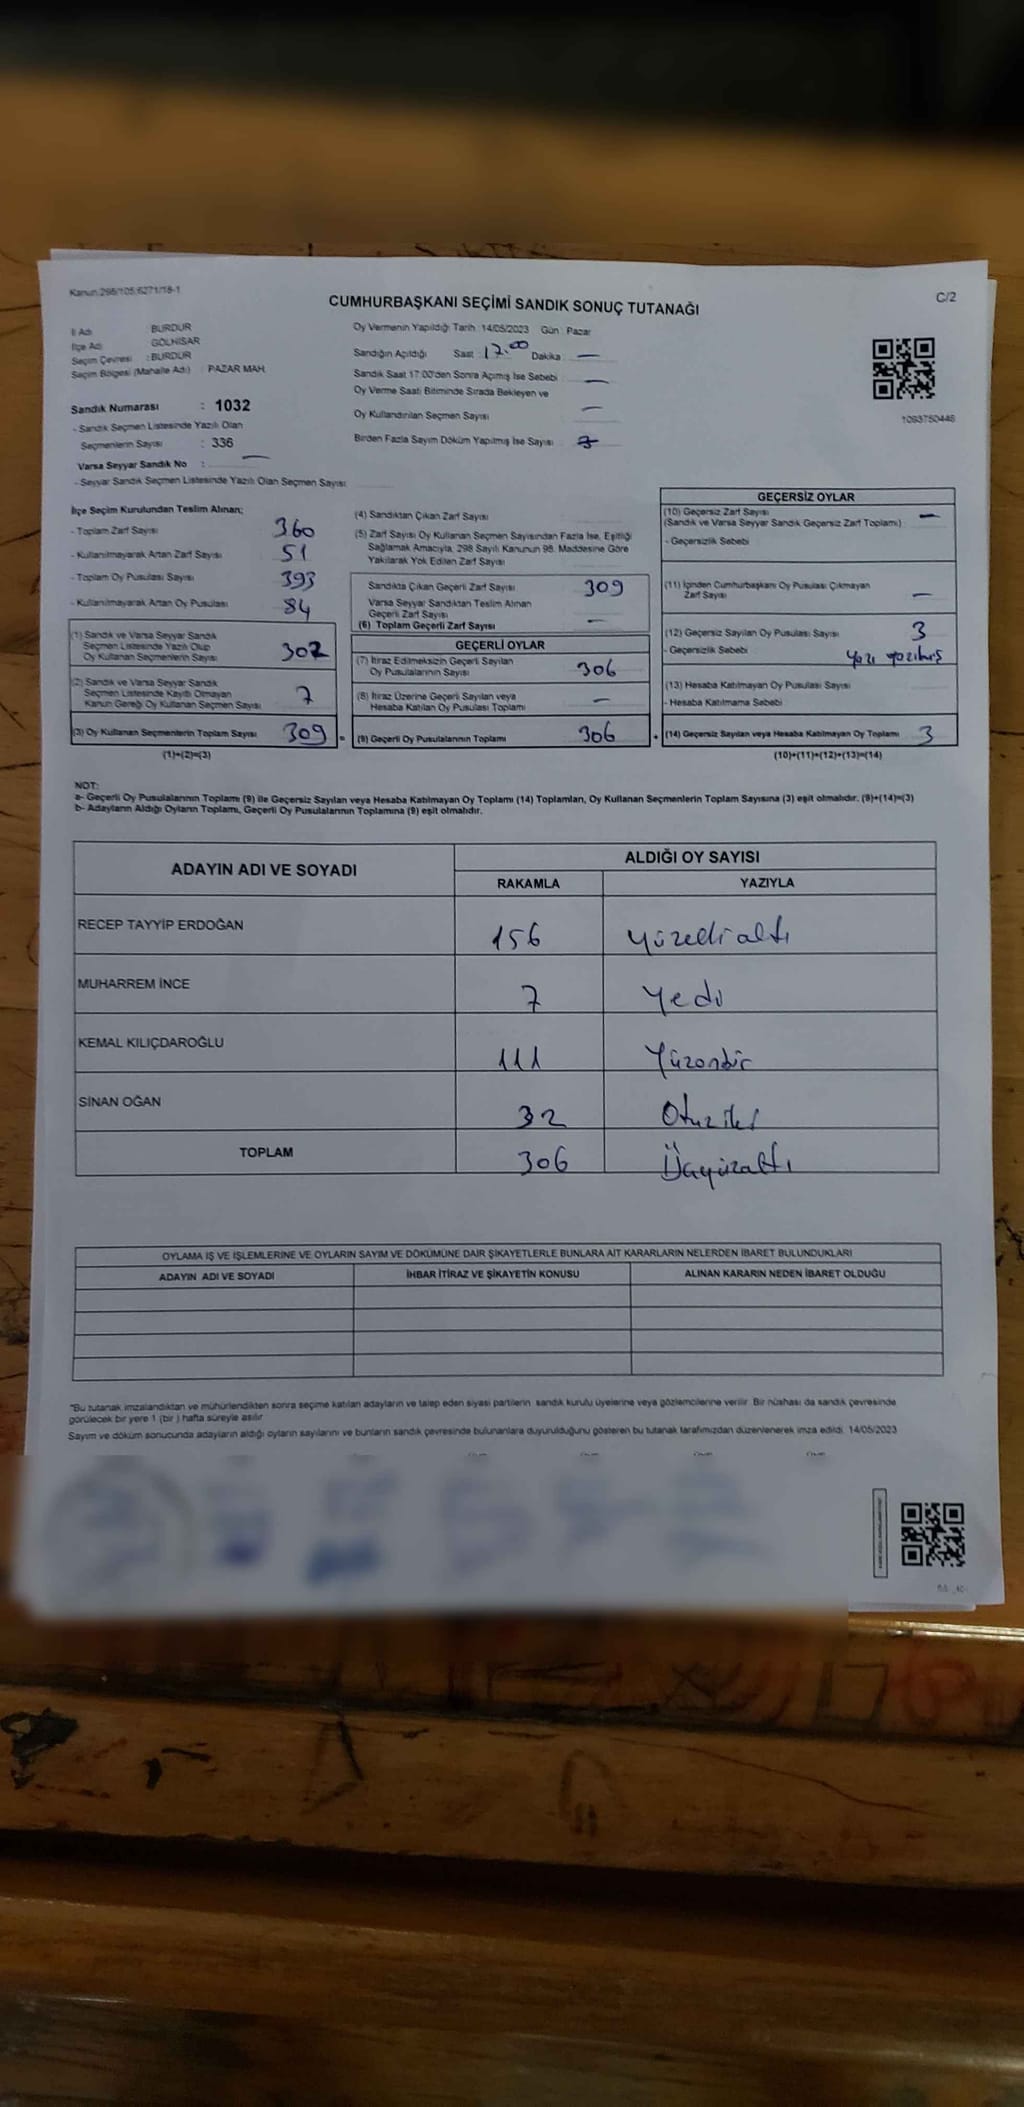 Kanun:298/105,6271/18-1
C/2
CUMHURBAŞKANI SEÇİMİ SANDIK SONUÇ TUTANAĞI
İl Adı : BURDUR
İlçe Adı : GÖLHİSAR
Seçim Çevresi : BURDUR
Seçim Bölgesi (Mahalle Adı) : PAZAR MAH.
Sandık Numarası : 1032
- Sandık Seçmen Listesinde Yazılı Olan
Seçmenlerin Sayısı : 336
Varsa Seyyar Sandık No : —
- Seyyar Sandık Seçmen Listesinde Yazılı Olan Seçmen Sayısı
Oy Vermenin Yapıldığı Tarih : 14/05/2023 Gün : Pazar
Sandığın Açıldığı Saat : 17.00 Dakika : —
Sandık Saat 17:00'den Sonra Açımış İse Sebebi : —
Oy Verme Saati Bitiminde Sırada Bekleyen ve
Oy Kullandırılan Seçmen Sayısı —
Birden Fazla Sayım Döküm Yapılmış İse Sayısı :
1093750446
İlçe Seçim Kurulundan Teslim Alınan;
- Toplam Zarf Sayısı 360
- Kullanılmayarak Artan Zarf Sayısı 51
- Toplam Oy Pusulası Sayısı 393
- Kullanılmayarak Artan Oy Pusulası 84
(1) Sandık ve Varsa Seyyar Sandık
Seçmen Listesinde Yazılı Olup
Oy Kullanan Seçmenlerin Sayısı 302
(2) Sandık ve Varsa Seyyar Sandık
Seçmen Listesinde Kayıtlı Olmayan
Kanun Gereği Oy Kullanan Seçmen Sayısı 7
(3) Oy Kullanan Seçmenlerin Toplam Sayısı 309 =
(1)+(2)=(3)
(4) Sandıktan Çıkan Zarf Sayısı
(5) Zarf Sayısı Oy Kullanan Seçmen Sayısından Fazla İse, Eşitliği
Sağlamak Amacıyla, 298 Sayılı Kanunun 98. Maddesine Göre
Yakılarak Yok Edilen Zarf Sayısı
Sandıkta Çıkan Geçerli Zarf Sayısı 309
Varsa Seyyar Sandıktan Teslim Alınan
Geçerli Zarf Sayısı
(6) Toplam Geçerli Zarf Sayısı —
GEÇERLİ OYLAR
(7) İtiraz Edilmeksizin Geçerli Sayılan
Oy Pusulalarının Sayısı 306
(8) İtiraz Üzerine Geçerli Sayılan veya
Hesaba Katılan Oy Pusulası Toplamı —
(9) Geçerli Oy Pusulalarının Toplamı 306 +
GEÇERSİZ OYLAR
(10) Geçersiz Zarf Sayısı —
(Sandık ve Varsa Seyyar Sandık Geçersiz Zarf Toplamı)
- Geçersizlik Sebebi
(11) İçinden Cumhurbaşkanı Oy Pusulası Çıkmayan
Zarf Sayısı —
(12) Geçersiz Sayılan Oy Pusulası Sayısı 3
- Geçersizlik Sebebi yazı yazılmış
(13) Hesaba Katılmayan Oy Pusulası Sayısı
- Hesaba Katılmama Sebebi
(14) Geçersiz Sayılan veya Hesaba Katılmayan Oy Toplamı 3
(10)+(11)+(12)+(13)=(14)
NOT:
a- Geçerli Oy Pusulalarının Toplamı (9) ile Geçersiz Sayılan veya Hesaba Katılmayan Oy Toplamı (14) Toplamları, Oy Kullanan Seçmenlerin Toplam Sayısına (3) eşit olmalıdır. (9)+(14)=(3)
b- Adayların Aldığı Oyların Toplamı, Geçerli Oy Pusulalarının Toplamına (9) eşit olmalıdır.
ADAYIN ADI VE SOYADI ALDIĞI OY SAYISI
RAKAMLA YAZIYLA
RECEP TAYYİP ERDOĞAN 156 yüzelli altı
MUHARREM İNCE 7 Yedi
KEMAL KILIÇDAROĞLU 111 Yüzonbir
SİNAN OĞAN 32 Otuziki
TOPLAM 306 Üçyüzaltı
OYLAMA İŞ VE İŞLEMLERİNE VE OYLARIN SAYIM VE DÖKÜMÜNE DAİR ŞİKAYETLERLE BUNLARA AİT KARARLARIN NELERDEN İBARET BULUNDUKLARI
ADAYIN ADI VE SOYADI İHBAR İTİRAZ VE ŞİKAYETİN KONUSU ALINAN KARARIN NEDEN İBARET OLDUĞU
"Bu tutanak imzalandıktan ve mühürlendikten sonra seçime katılan adayların ve talep eden siyasi partilerin sandık kurulu üyelerine veya gözlemcilerine verilir. Bir nüshası da sandık çevresinde
görülecek bir yere 1 (bir ) hafta süreyle asılır.
Sayım ve döküm sonucunda adayların aldığı oyların sayılarını ve bunların sandık çevresinde bulunanlara duyurulduğunu gösteren bu tutanak tarafımızdan düzenlenerek imza edildi. 14/05/2023